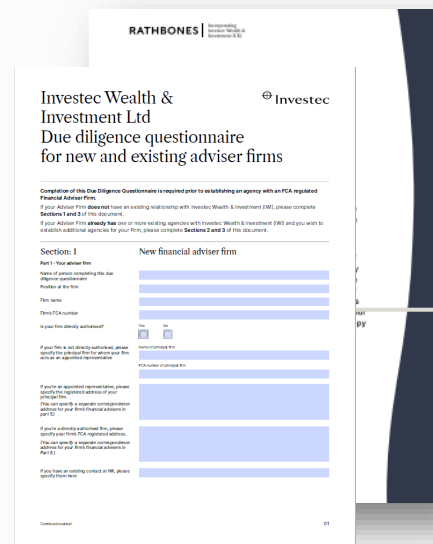 RATHBONES
Incorporating
Investec Wealth &
Investment (UK)
Investec Wealth &
Investment Ltd
Due diligence questionnaire
for new and existing adviser firms
Investec
Completion of this Due Diligence Questionnaire is required prior to establishing an agency with an FCA regulated
Financial Adviser Firm.
If your Adviser Firm does not have an existing relationship with Investec Wealth & Investment (IWI), please complete
Sections 1 and 3 of this document.
If your Adviser Firm already has one or more existing agencies with Investec Wealth & Investment (IWI) and you wish to
establish additional agencies for your Firm, please complete Sections 2 and 3 of this document.
Section: 1 New financial adviser firm
Part 1 - Your adviser firm
Name of person completing this due
diligence questionnaire
Position at the firm
Firm name
Firm's FCA number
Is your firm directly authorised?
Yes No
If your firm is not directly authorised, please
specify the principal firm for whom your firm
acts as an appointed representative
Name of principal firm
FCA number of principal firm
If you're an appointed representative, please
specify the registered address of your
principal firm.
(You can specify a separate correspondence
address for your firm's financial advisers in
part 5)
If you're a directly authorised firm, please
specify your firm's FCA registered address.
(You can specify a separate correspondence
address for your firm's financial advisers in
Part 5.)
If you have an existing contact at IWI, please
specify them here
01